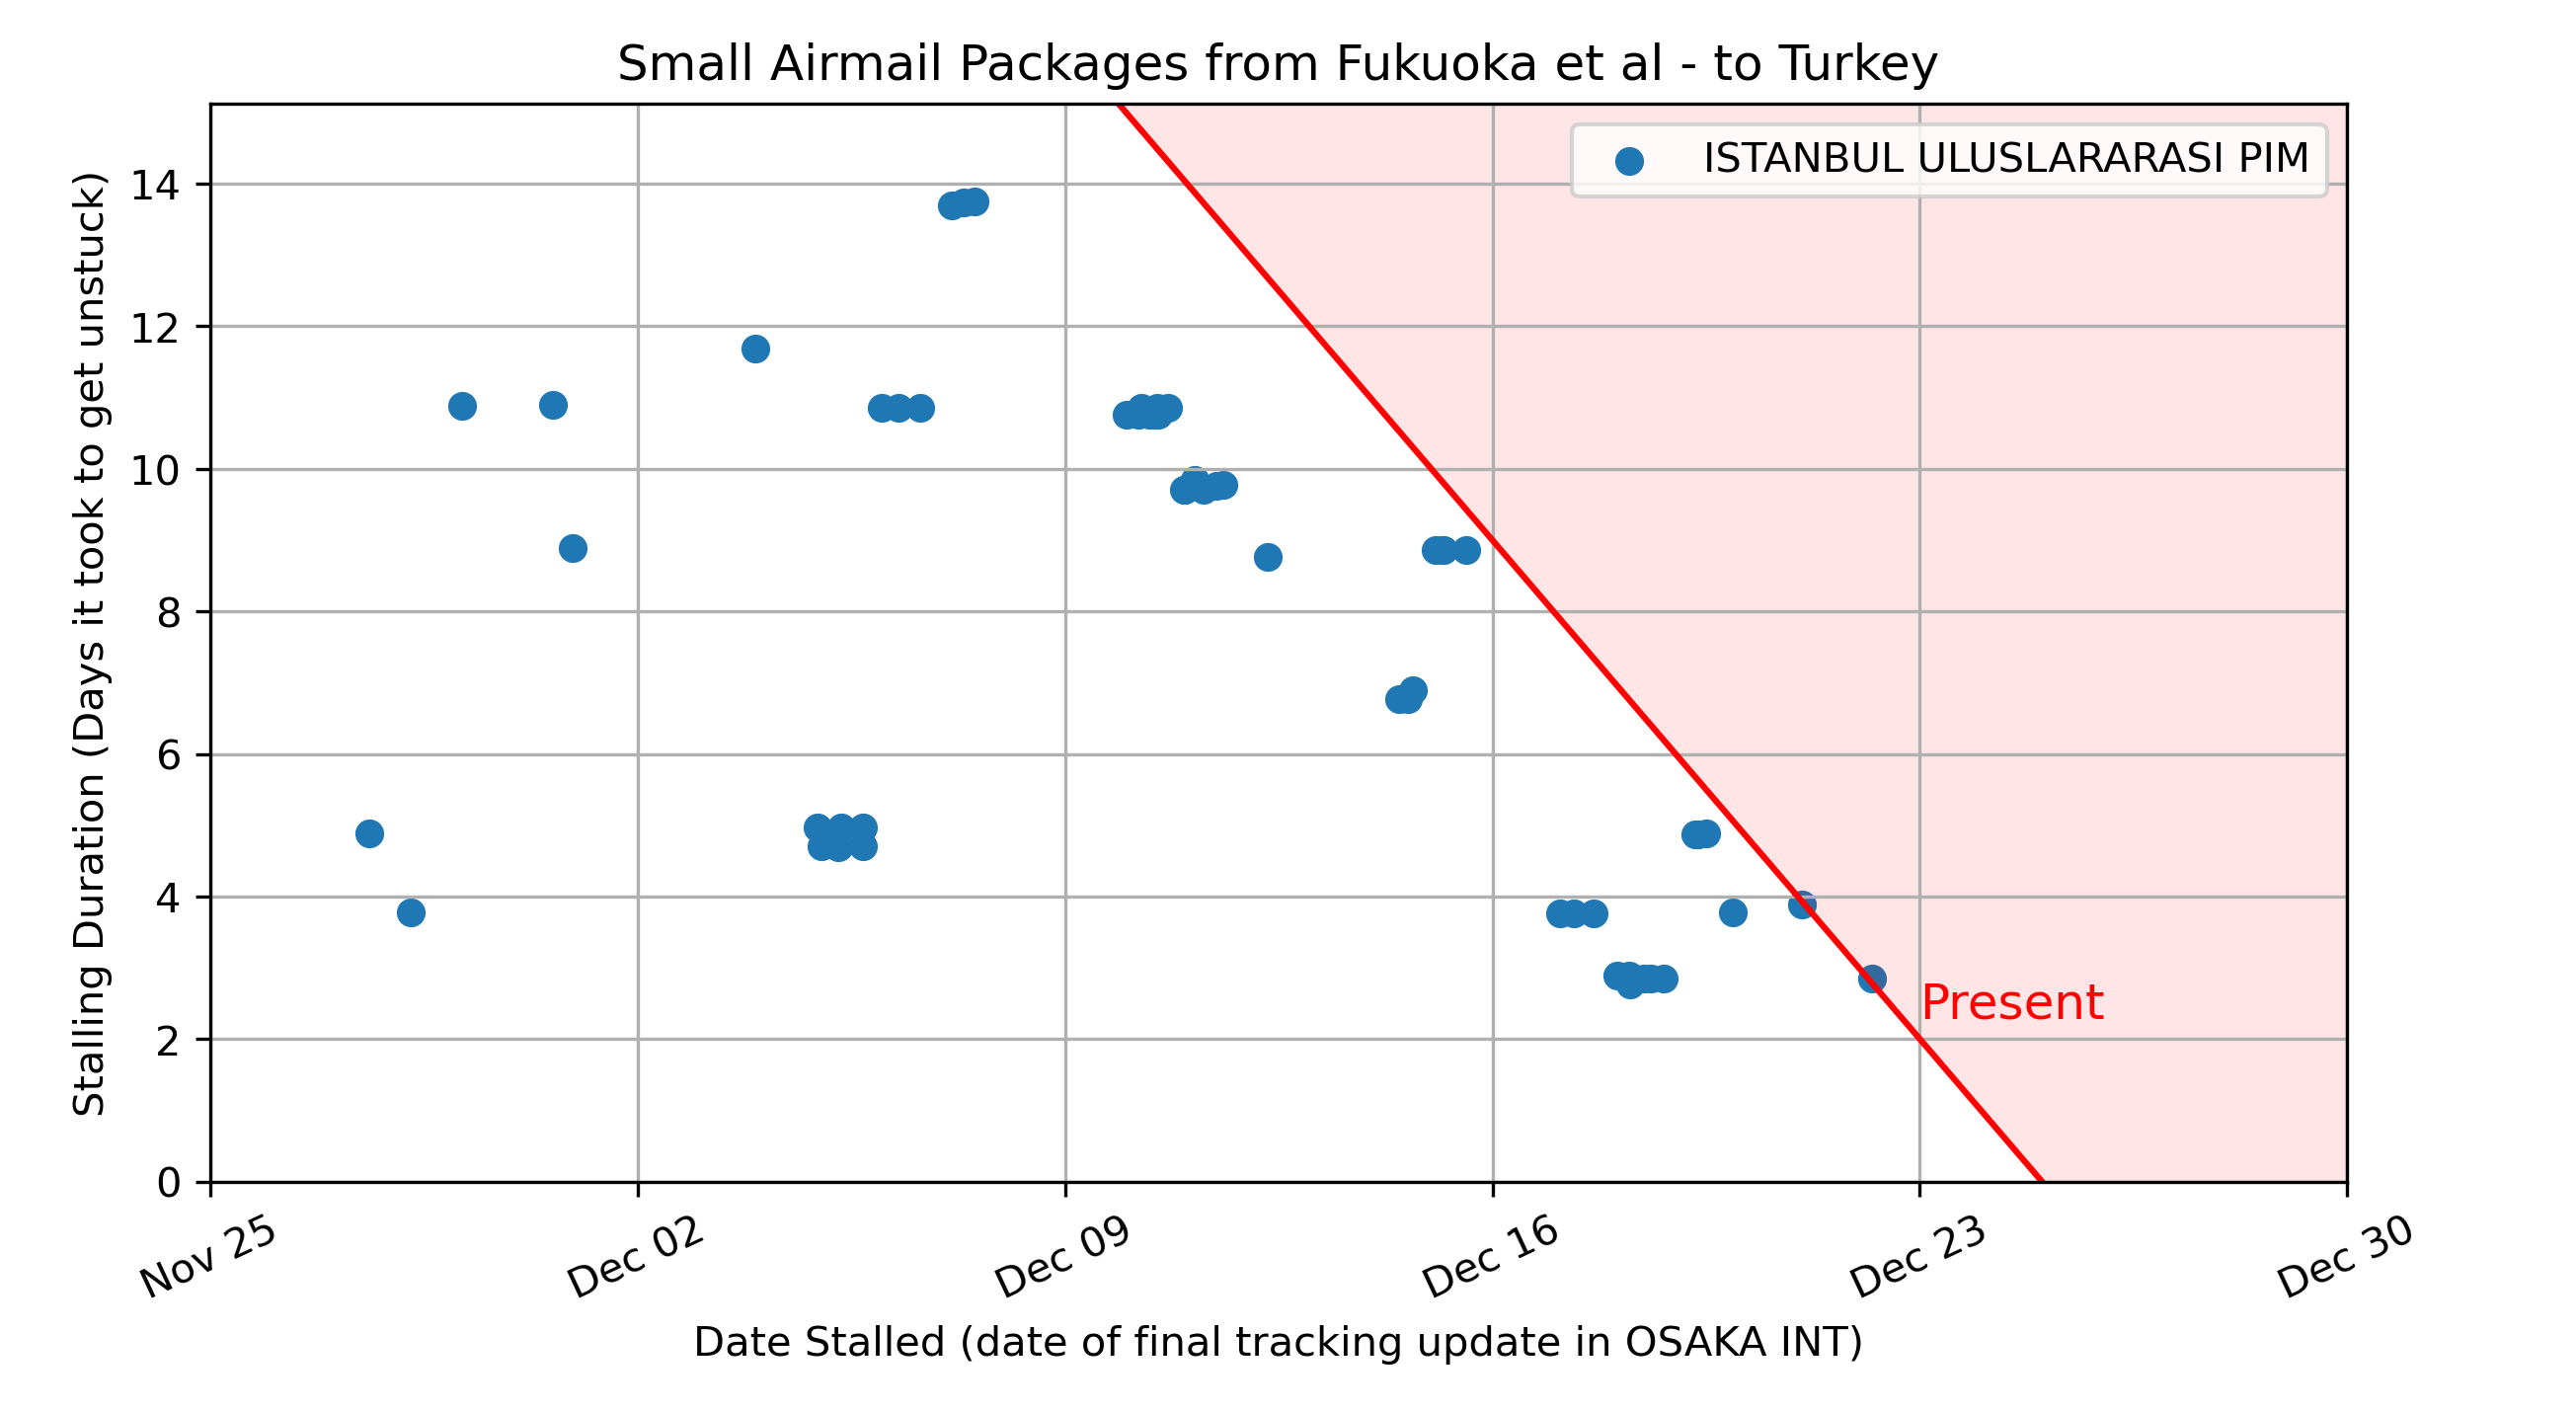 Small Airmail Packages from Fukuoka et al - to Turkey
ISTANBUL ULUSLARARASI PIM
Stalling Duration (Days it took to get unstuck)
14
12
10
8
6
4
2
0
Present
Nov 25
Dec 02
Dec 09
Dec 16
Dec 23
Dec 30
Date Stalled (date of final tracking update in OSAKA INT)